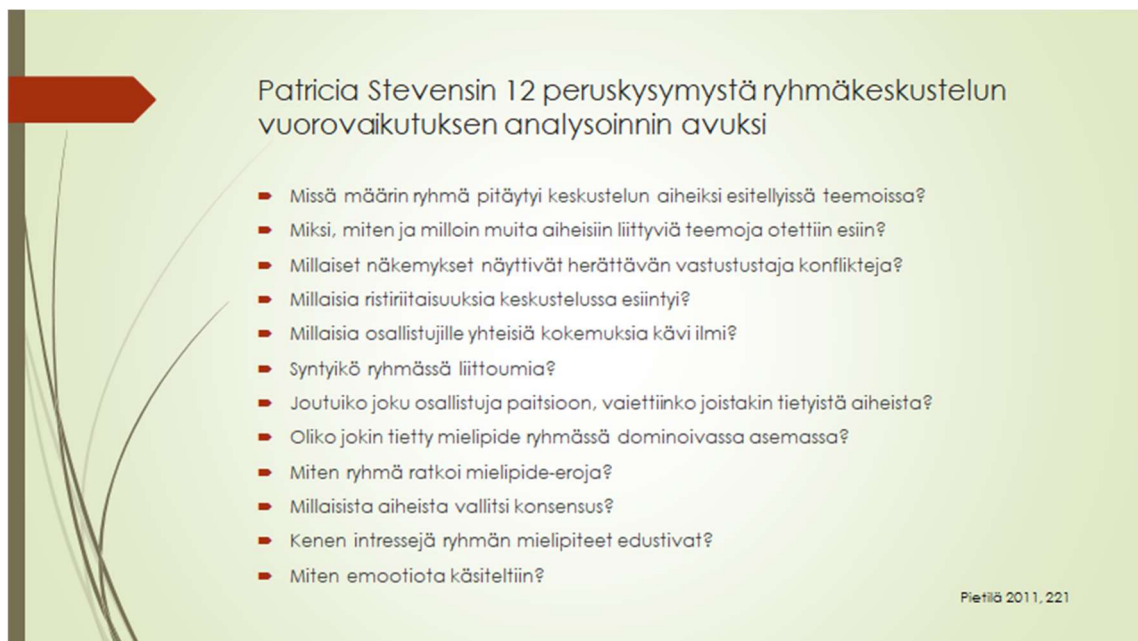 Patricia Stevensin 12 peruskysymystä ryhmäkeskustelun
vuorovaikutuksen analysoinnin avuksi
Missä määrin ryhmä pitäytyi keskustelun aiheiksi esitellyissä teemoissa?
Miksi, miten ja milloin muita aiheisiin liittyviä teemoja otettiin esiin?
Millaiset näkemykset näyttivät herättävän vastustustaja konflikteja?
Millaisia ristiriitaisuuksia keskustelussa esiintyi?
Millaisia osallistujille yhteisiä kokemuksia kävi ilmi?
Syntyikö ryhmässä liittoumia?
Joutuiko joku osallistuja paitsioon, vaiettiinko joistakin tietyistä aiheista?
Oliko jokin tietty mielipide ryhmässä dominoivassa asemassa?
Miten ryhmä ratkoi mielipide-eroja?
Millaisista aiheista vallitsi konsensus?
Kenen intressejä ryhmän mielipiteet edustivat?
Miten emootiota käsiteltiin?
Pietilä 2011, 221